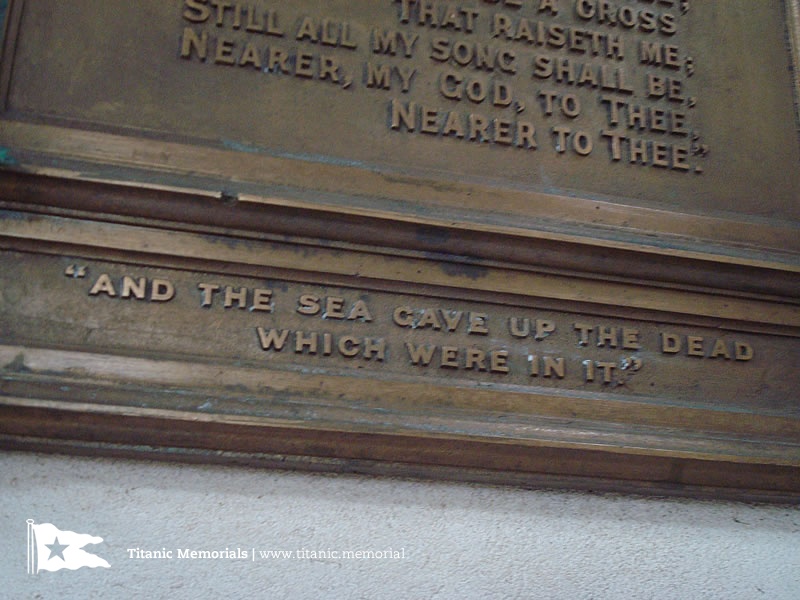 A CROSS
THAT RAISETH ME;
STILL ALL MY SONG SHALL BE,
NEARER, MY GOD, TO THEE,
NEARER TO THEE."
"AND THE SEA GAVE UP THE DEAD
WHICH WERE IN IT."
Titanic Memorials | www.titanic.memorial